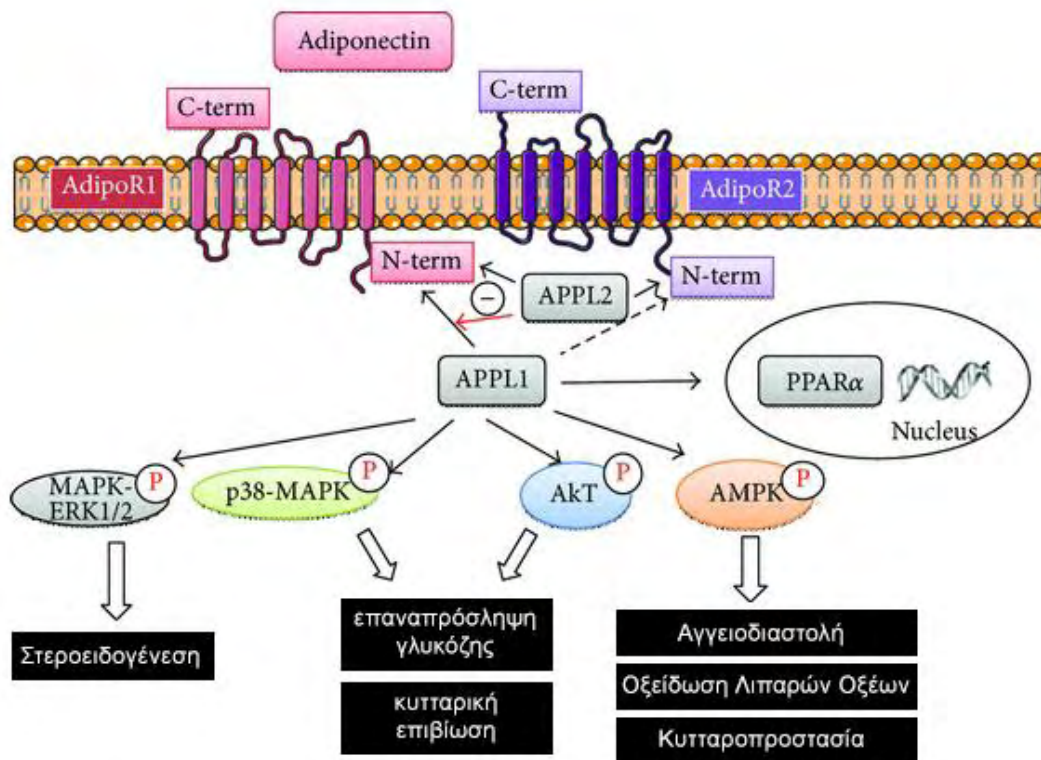 Adiponectin
C-term
C-term
AdipoR1
AdipoR2
N-term
N-term
−
APPL2
APPL1
PPARα
Nucleus
P
MAPK-
ERK1/2
P
p38-MAPK
P
AkT
P
AMPK
Στεροειδογένεση
επαναπρόσληψη
γλυκόζης
κυτταρική
επιβίωση
Αγγειοδιαστολή
Οξείδωση Λιπαρών Οξέων
Κυτταροπροστασία